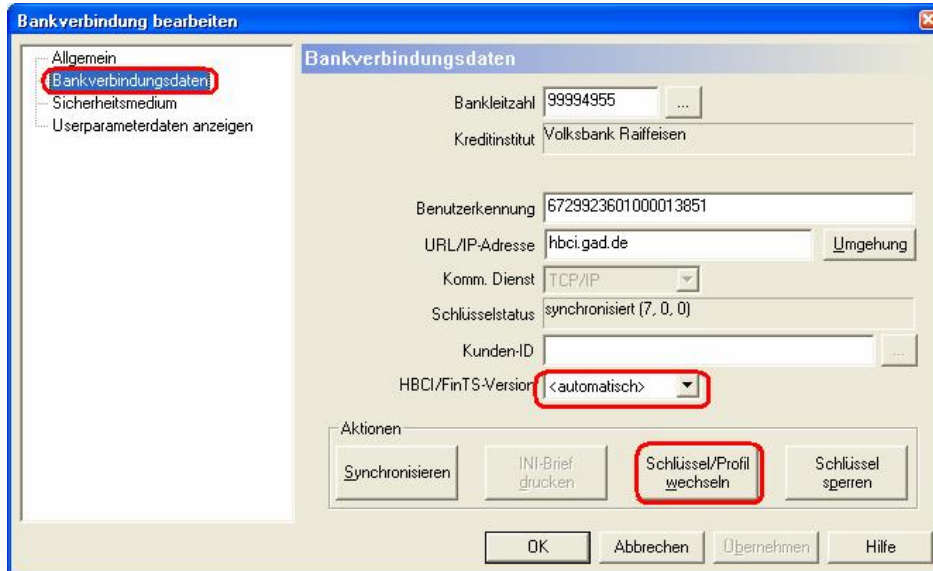 Bankverbindung bearbeiten
Allgemein
Bankverbindungsdaten
Sicherheitsmedium
Userparameterdaten anzeigen
Bankverbindungsdaten
Bankleitzahl 99994955 ...
Kreditinstitut Volksbank Raiffeisen
Benutzerkennung 6729923601000013851
URL/IP-Adresse hbci.gad.de Umgehung
Komm. Dienst TCP/IP
Schlüsselstatus synchronisiert (7, 0, 0)
Kunden-ID ...
HBCI/FinTS-Version <automatisch>
Aktionen
Synchronisieren
INI-Brief
drucken
Schlüssel/Profil
wechseln
Schlüssel
sperren
OK Abbrechen Übernehmen Hilfe